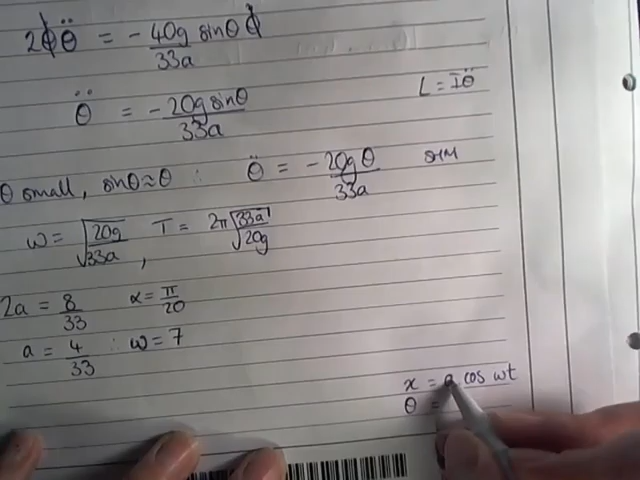 2θ̇θ̈ = -40g sinθ θ̇ / 33a
θ̈ = -20g sinθ / 33a
L = Iθ̈
θ small, sinθ≈θ ∴ θ̈ = -20gθ / 33a SHM
ω = √(20g / 33a), T = 2π√(33a / 20g)
2a = 8/33 α = π/20
a = 4/33 ∴ ω = 7
x = a cos ωt
θ =